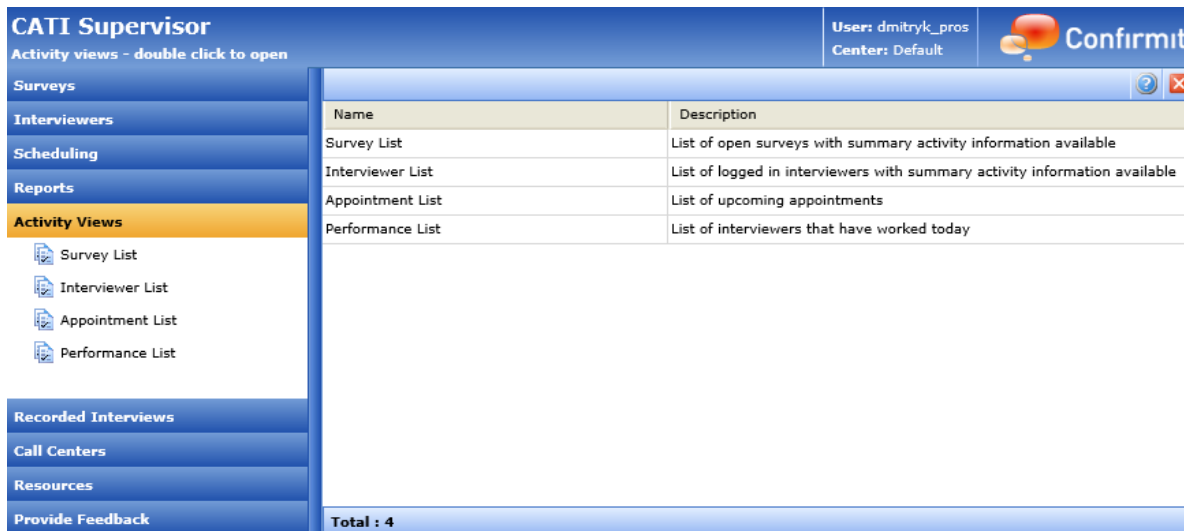 CATI Supervisor
Activity views - double click to open
User: dmitryk_pros
Center: Default
Confirmit
Surveys
Interviewers
Scheduling
Reports
Activity Views
Survey List
Interviewer List
Appointment List
Performance List
Recorded Interviews
Call Centers
Resources
Provide Feedback
Name Description
Survey List List of open surveys with summary activity information available
Interviewer List List of logged in interviewers with summary activity information available
Appointment List List of upcoming appointments
Performance List List of interviewers that have worked today
Total : 4